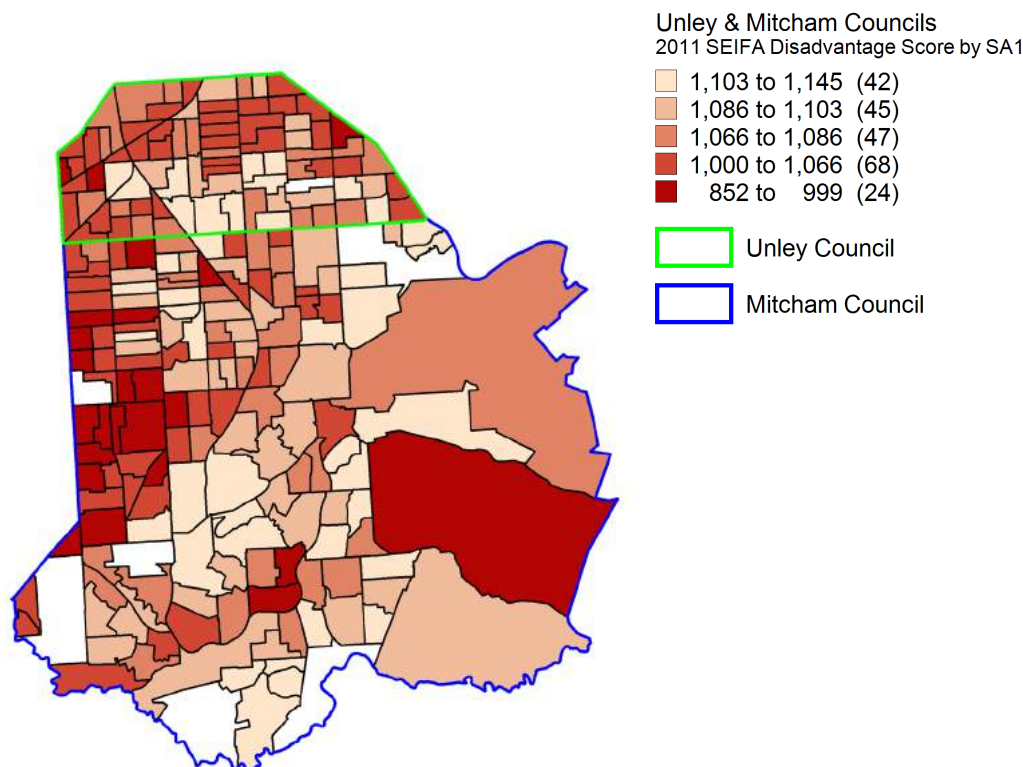 Unley & Mitcham Councils
2011 SEIFA Disadvantage Score by SA1
1,103 to 1,145 (42)
1,086 to 1,103 (45)
1,066 to 1,086 (47)
1,000 to 1,066 (68)
852 to 999 (24)
Unley Council
Mitcham Council